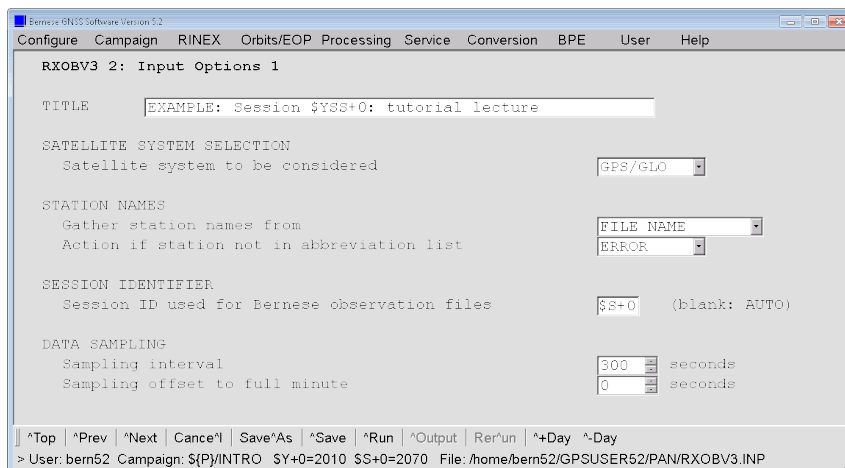 Bernese GNSS Software Version 5.2
Configure Campaign RINEX Orbits/EOP Processing Service Conversion BPE User Help
RXOBV3 2: Input Options 1
TITLE EXAMPLE: Session $YSS+0: tutorial lecture
SATELLITE SYSTEM SELECTION
Satellite system to be considered GPS/GLO
STATION NAMES
Gather station names from FILE NAME
Action if station not in abbreviation list ERROR
SESSION IDENTIFIER
Session ID used for Bernese observation files $S+0 (blank: AUTO)
DATA SAMPLING
Sampling interval 300 seconds
Sampling offset to full minute 0 seconds
^Top ^Prev ^Next Cance^l Save^As ^Save ^Run ^Output Rer^un ^+Day ^-Day
> User: bern52 Campaign: ${P}/INTRO $Y+0=2010 $S+0=2070 File: /home/bern52/GPSUSER52/PAN/RXOBV3.INP